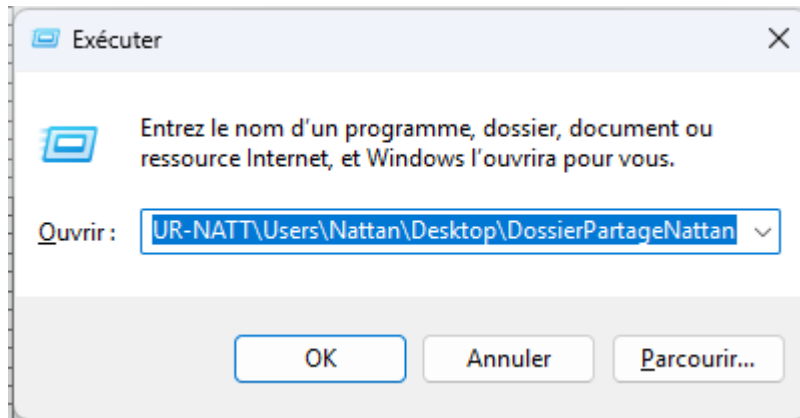 Exécuter
Entrez le nom d'un programme, dossier, document ou
ressource Internet, et Windows l'ouvrira pour vous.
Ouvrir :
UR-NATT\Users\Nattan\Desktop\DossierPartageNattan
OK
Annuler
Parcourir...